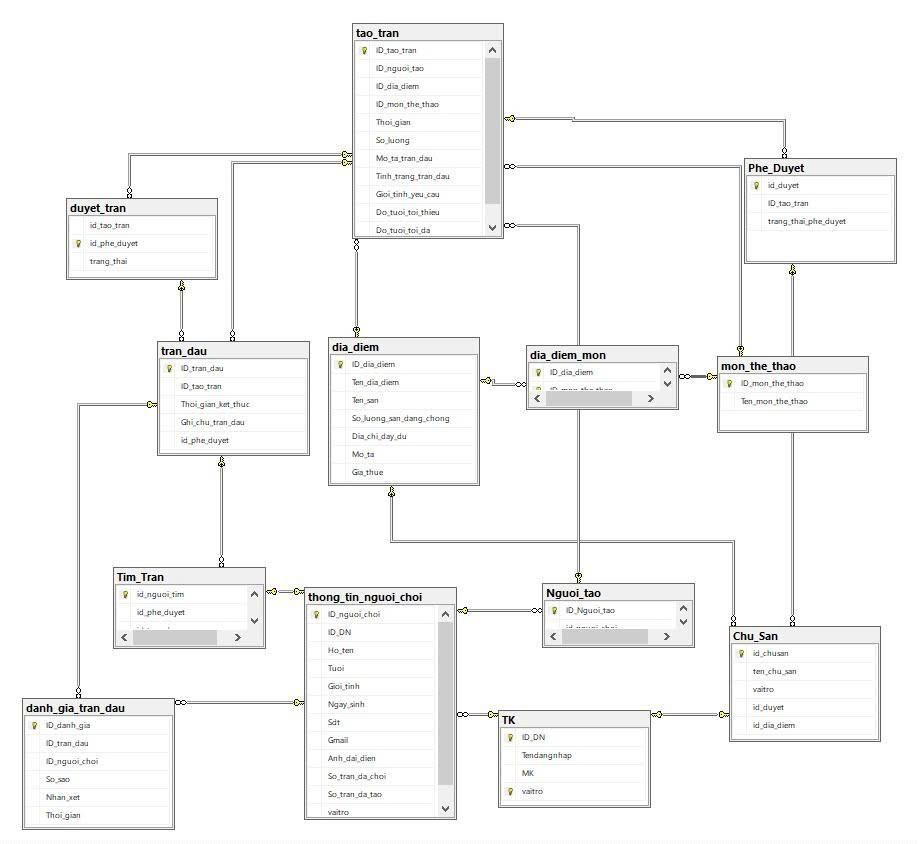 tao_tran
ID_tao_tran
ID_nguoi_tao
ID_dia_diem
ID_mon_the_thao
Thoi_gian
So_luong
Mo_ta_tran_dau
Tinh_trang_tran_dau
Gioi_tinh_yeu_cau
Do_tuoi_toi_thieu
Do_tuoi_toi_da
Phe_Duyet
id_duyet
ID_tao_tran
trang_thai_phe_duyet
duyet_tran
id_tao_tran
id_phe_duyet
trang_thai
tran_dau
ID_tran_dau
ID_tao_tran
Thoi_gian_ket_thuc
Ghi_chu_tran_dau
id_phe_duyet
dia_diem
ID_dia_diem
Ten_dia_diem
Ten_san
So_luong_san_dang_chong
Dia_chi_day_du
Mo_ta
Gia_thue
dia_diem_mon
ID_dia_diem
mon_the_thao
ID_mon_the_thao
Ten_mon_the_thao
Tim_Tran
id_nguoi_tim
id_phe_duyet
thong_tin_nguoi_choi
ID_nguoi_choi
ID_DN
Ho_ten
Tuoi
Gioi_tinh
Ngay_sinh
Sdt
Gmail
Anh_dai_dien
So_tran_da_choi
So_tran_da_tao
vaitro
Nguoi_tao
ID_Nguoi_tao
Chu_San
id_chusan
ten_chu_san
vaitro
id_duyet
id_dia_diem
danh_gia_tran_dau
ID_danh_gia
ID_tran_dau
ID_nguoi_choi
So_sao
Nhan_xet
Thoi_gian
TK
ID_DN
Tendangnhap
MK
vaitro